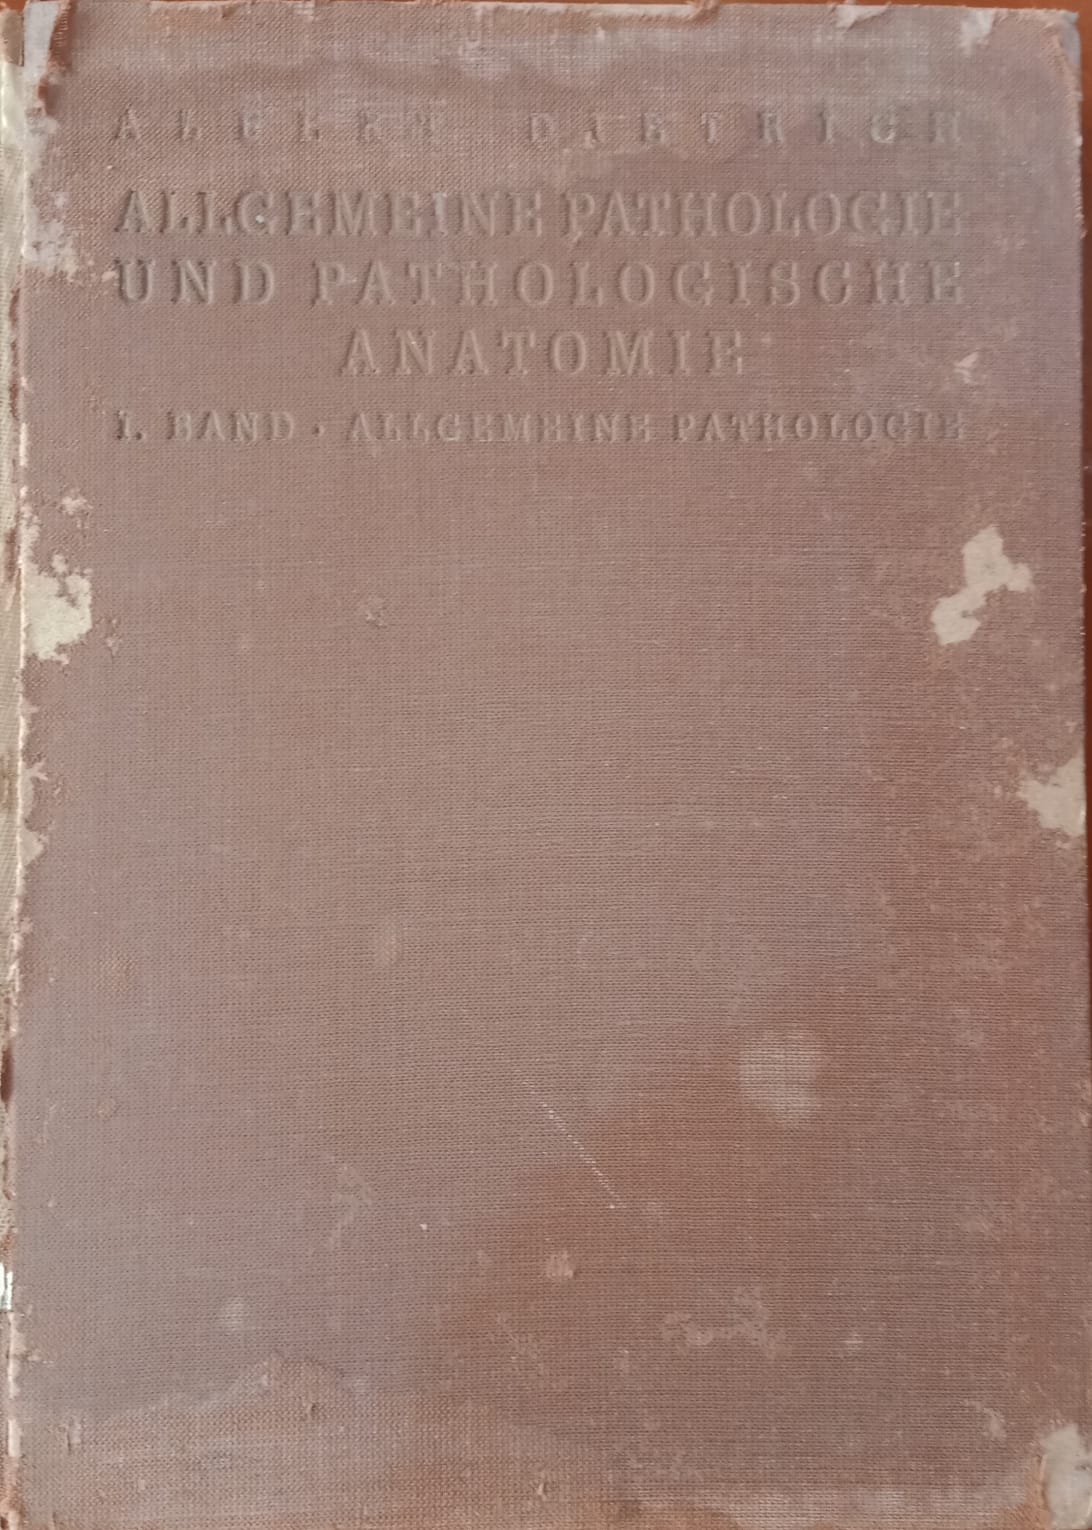 ALBERT DIETRICH
ALLGEMEINE PATHOLOGIE
UND PATHOLOGISCHE
ANATOMIE
I. BAND · ALLGEMEINE PATHOLOGIE